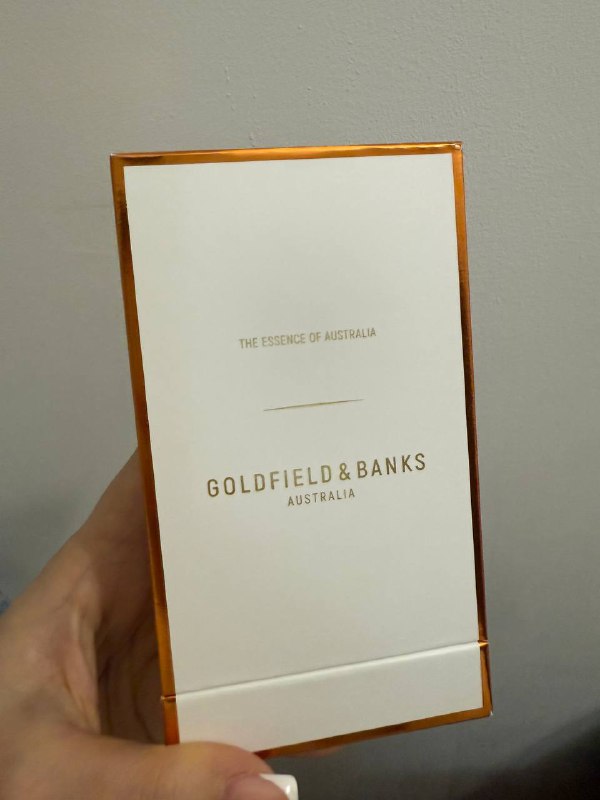 THE ESSENCE OF AUSTRALIA
GOLDFIELD & BANKS
AUSTRALIA